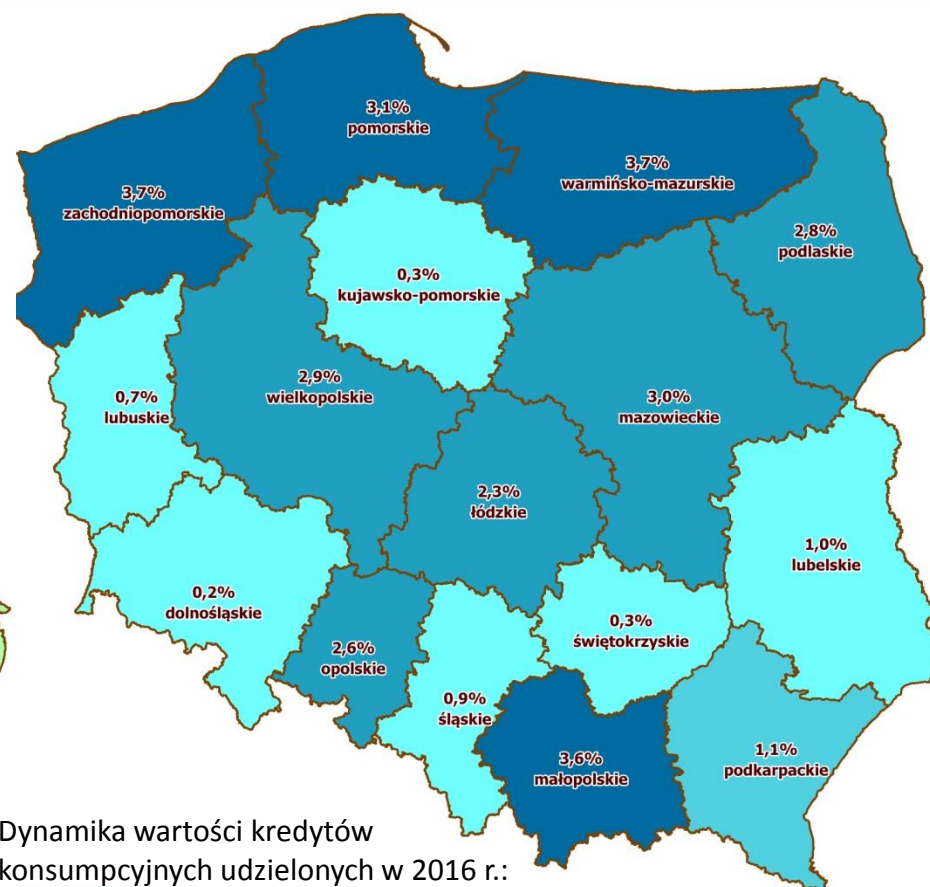 3,1%
pomorskie
3,7%
warmińsko-mazurskie
3,7%
zachodniopomorskie
2,8%
podlaskie
0,3%
kujawsko-pomorskie
2,9%
wielkopolskie
3,0%
mazowieckie
0,7%
lubuskie
2,3%
łódzkie
1,0%
lubelskie
0,2%
dolnośląskie
0,3%
świętokrzyskie
2,6%
opolskie
0,9%
śląskie
1,1%
podkarpackie
3,6%
małopolskie
Dynamika wartości kredytów
konsumpcyjnych udzielonych w 2016 r.: